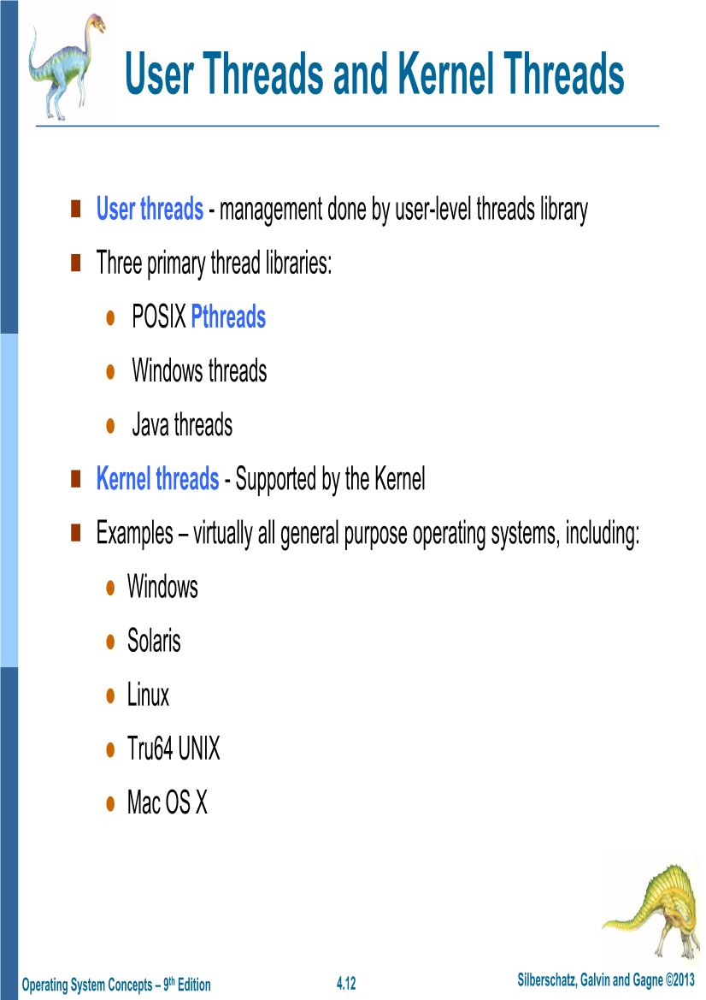 User Threads and Kernel Threads
User threads - management done by user-level threads library
Three primary thread libraries:
POSIX Pthreads
Windows threads
Java threads
Kernel threads - Supported by the Kernel
Examples – virtually all general purpose operating systems, including:
Windows
Solaris
Linux
Tru64 UNIX
Mac OS X
Operating System Concepts – 9th Edition
4.12
Silberschatz, Galvin and Gagne ©2013